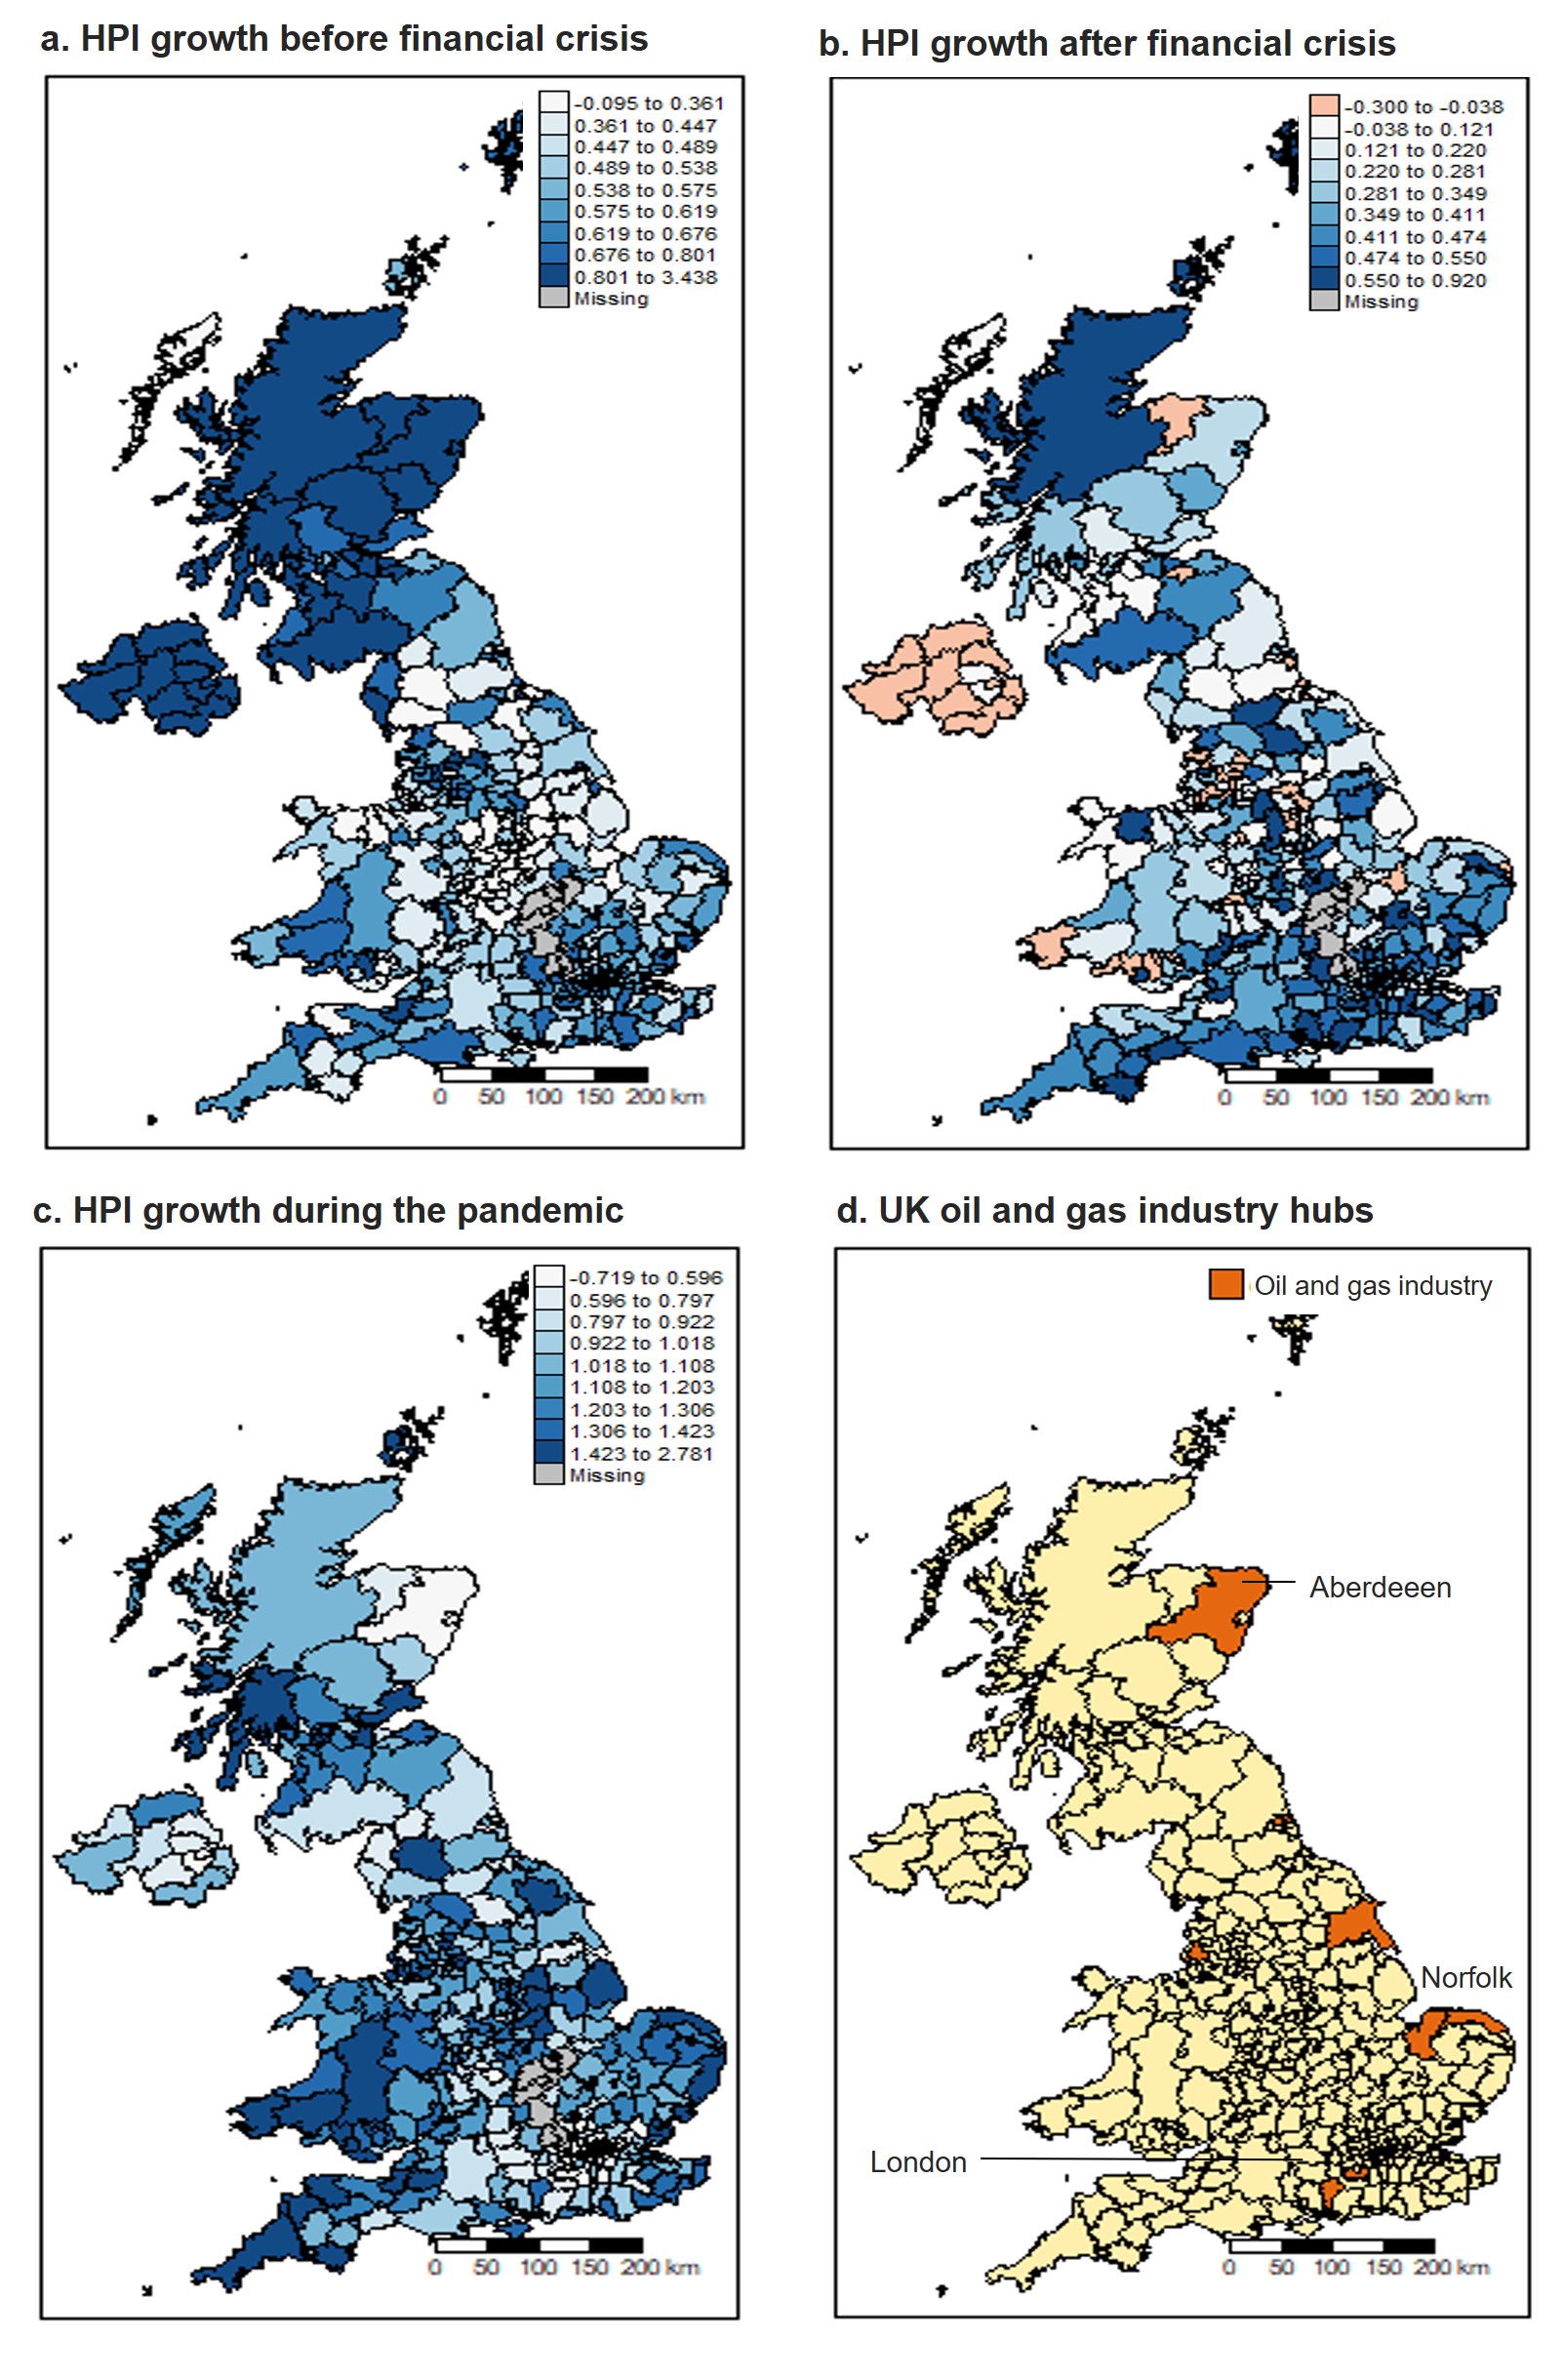 a. HPI growth before financial crisis
-0.095 to 0.361
0.361 to 0.447
0.447 to 0.489
0.489 to 0.538
0.538 to 0.575
0.575 to 0.619
0.619 to 0.676
0.676 to 0.801
0.801 to 3.438
Missing
0 50 100 150 200 km
b. HPI growth after financial crisis
-0.300 to -0.038
-0.038 to 0.121
0.121 to 0.220
0.220 to 0.281
0.281 to 0.349
0.349 to 0.411
0.411 to 0.474
0.474 to 0.550
0.550 to 0.920
Missing
0 50 100 150 200 km
c. HPI growth during the pandemic
-0.719 to 0.596
0.596 to 0.797
0.797 to 0.922
0.922 to 1.018
1.018 to 1.108
1.108 to 1.203
1.203 to 1.306
1.306 to 1.423
1.423 to 2.781
Missing
0 50 100 150 200 km
d. UK oil and gas industry hubs
Oil and gas industry
Aberdeeen
Norfolk
London
0 50 100 150 200 km